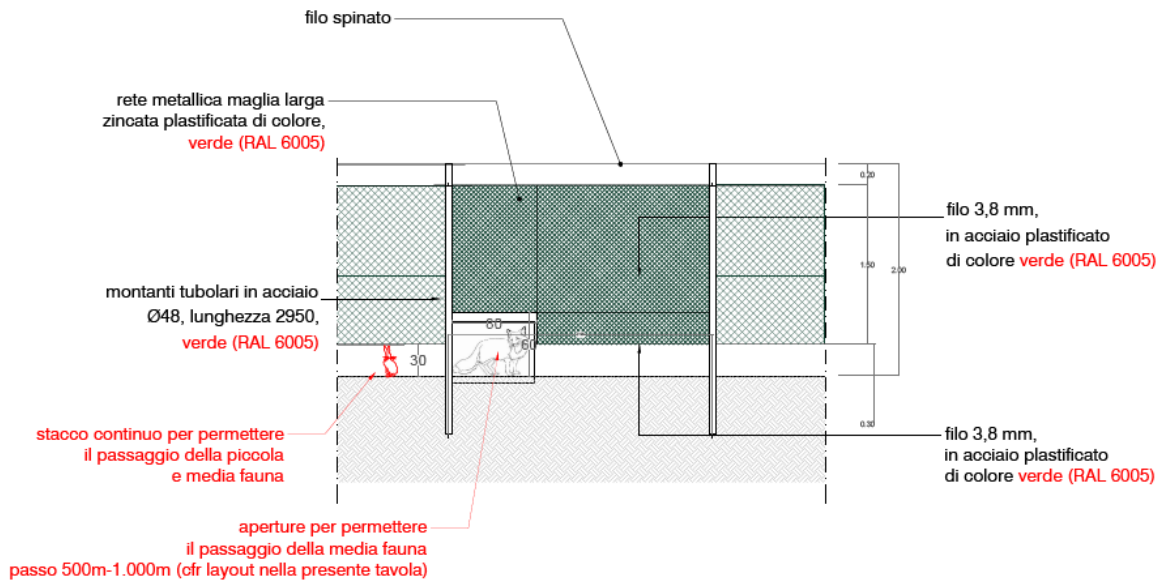 filo spinato
rete metallica maglia larga
zincata plastificata di colore,
verde (RAL 6005)
0.20
filo 3,8 mm,
in acciaio plastificato
di colore verde (RAL 6005)
1.50
2.00
montanti tubolari in acciaio
Ø48, lunghezza 2950,
verde (RAL 6005)
80
60
30
0.30
stacco continuo per permettere
il passaggio della piccola
e media fauna
filo 3,8 mm,
in acciaio plastificato
di colore verde (RAL 6005)
aperture per permettere
il passaggio della media fauna
passo 500m-1.000m (cfr layout nella presente tavola)